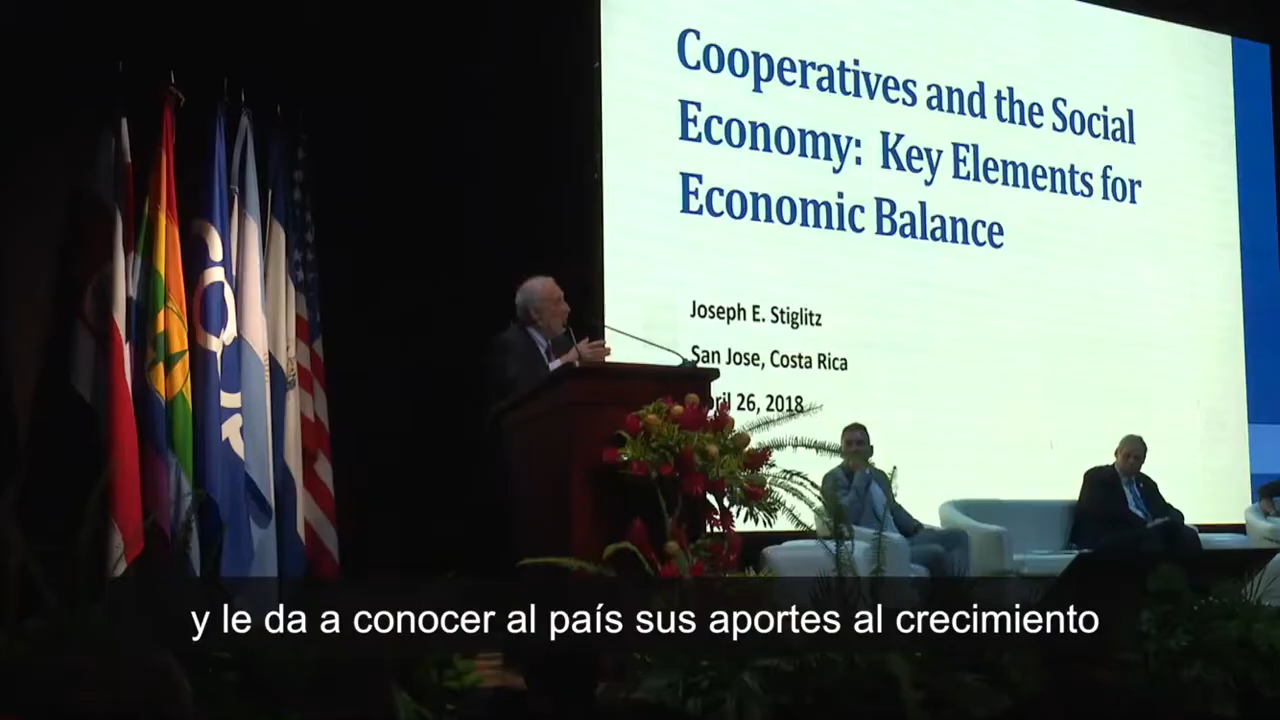 Cooperatives and the Social
Economy: Key Elements for
Economic Balance
Joseph E. Stiglitz
San Jose, Costa Rica
26, 2018
y le da a conocer al país sus aportes al crecimiento